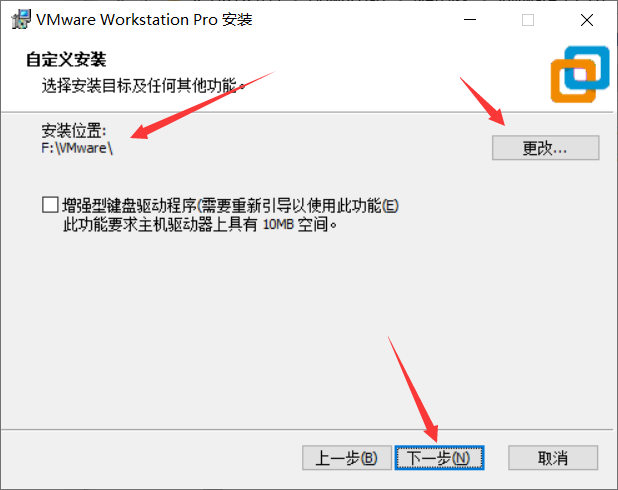 VMware Workstation Pro 安装
自定义安装
选择安装目标及任何其他功能。
安装位置:
F:\VMware\
更改...
增强型键盘驱动程序(需要重新引导以使用此功能(E)
此功能要求主机驱动器上具有 10MB 空间。
上一步(B)
下一步(N)
取消